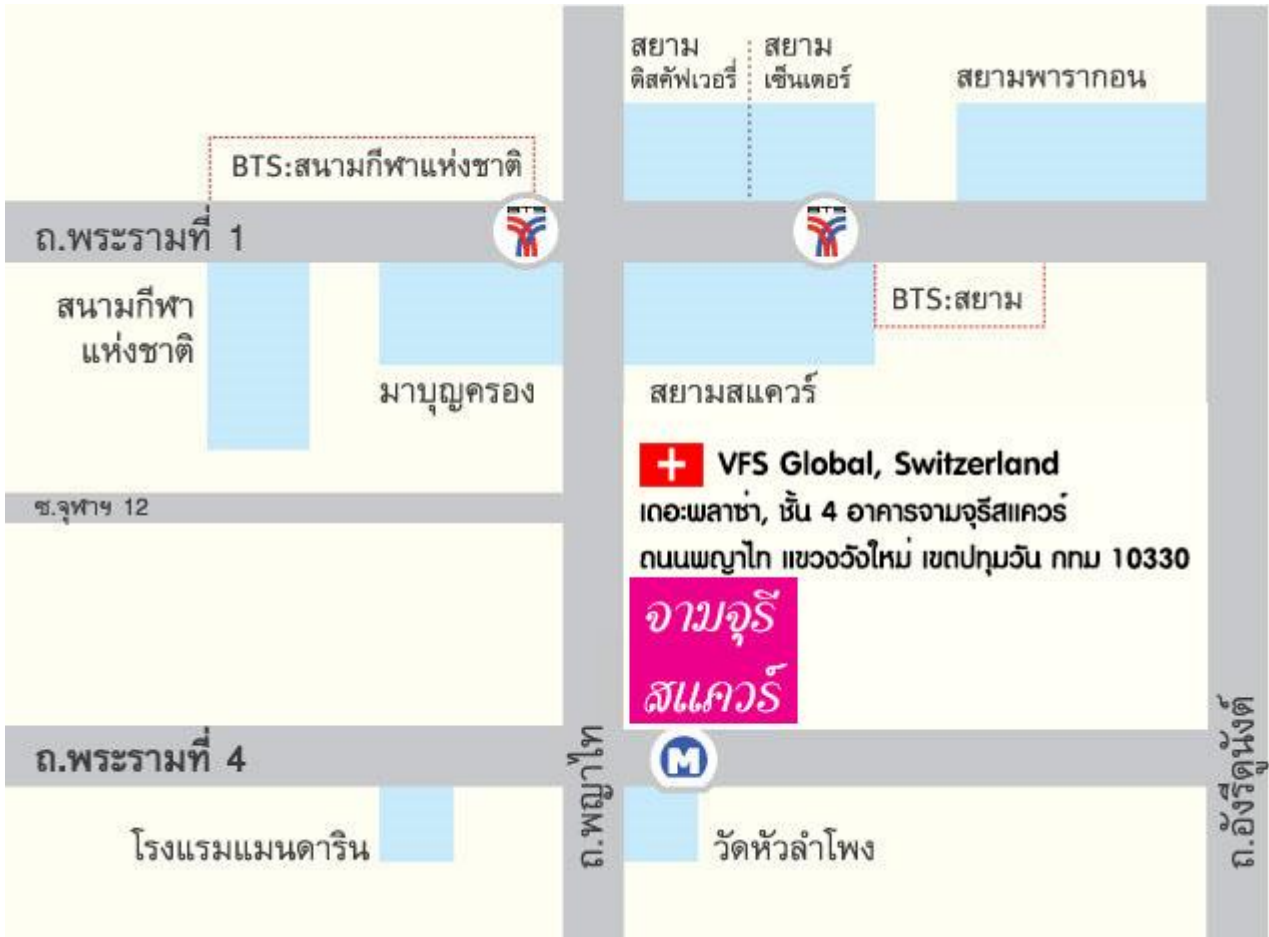 สยาม
ดิสคัฟเวอรี่
สยาม
เซ็นเตอร์
สยามพารากอน
BTS:สนามกีฬาแห่งชาติ
BTS
BTS
ถ.พระรามที่ 1
สนามกีฬา
แห่งชาติ
BTS:สยาม
มาบุญครอง
สยามสแควร์
VFS Global, Switzerland
ซ.จุฬาฯ 12
เดอะพลาซ่า, ชั้น 4 อาคารจามจุรีสแควร์
ถนนพญาไท แขวงวังใหม่ เขตปทุมวัน กทม 10330
จามจุรี
สแควร์
ถ.พระรามที่ 4
M
ถ.พญาไท
ถ.อังรีดูนังต์
โรงแรมแมนดาริน
วัดหัวลำโพง